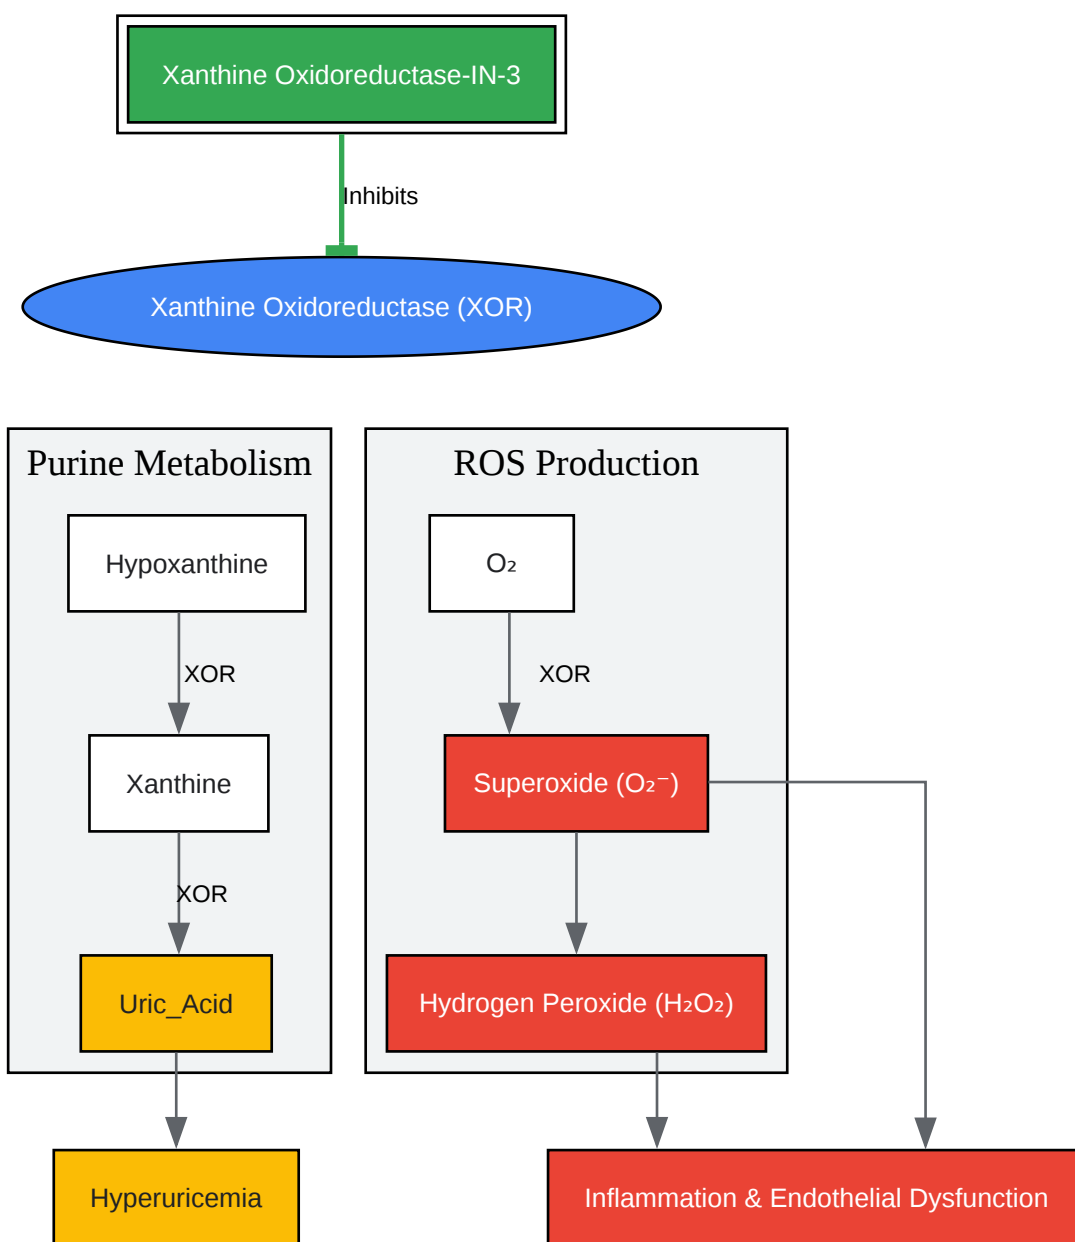 Xanthine Oxidoreductase-IN-3
Inhibits
Xanthine Oxidoreductase (XOR)
Purine Metabolism
Hypoxanthine
XOR
Xanthine
XOR
Uric_Acid
Hyperuricemia
ROS Production
O₂
XOR
Superoxide (O₂⁻)
Hydrogen Peroxide (H₂O₂)
Inflammation & Endothelial Dysfunction